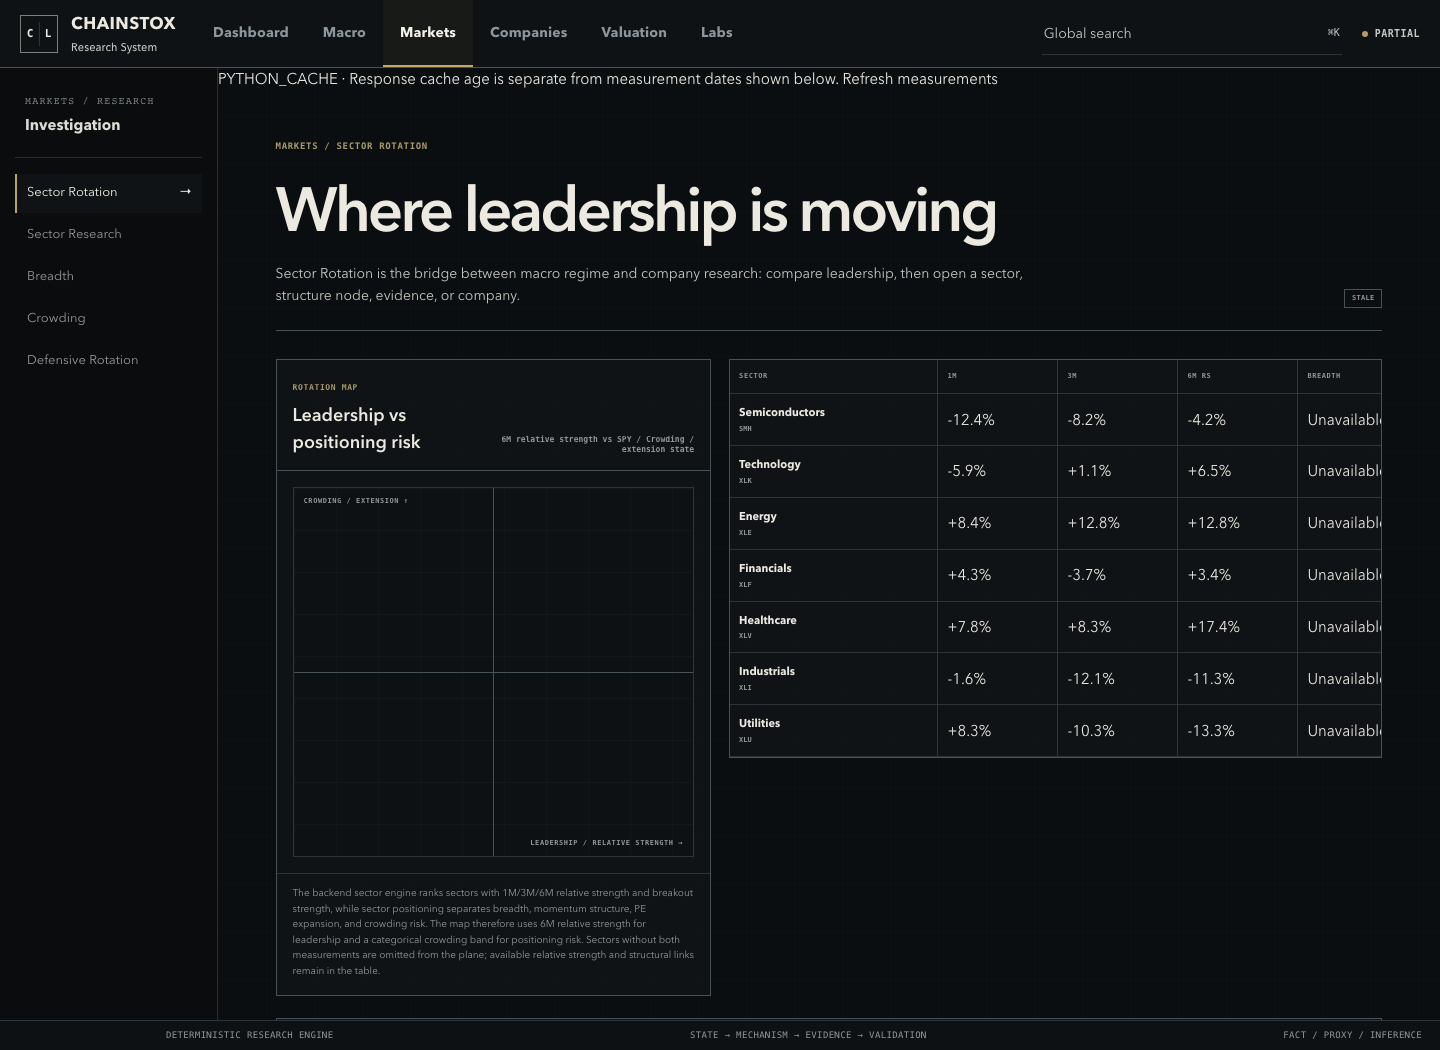 C L
CHAINSTOX
Research System
Dashboard
Macro
Markets
Companies
Valuation
Labs
Global search
⌘K
PARTIAL
PYTHON_CACHE · Response cache age is separate from measurement dates shown below. Refresh measurements
MARKETS / RESEARCH
Investigation
Sector Rotation →
Sector Research
Breadth
Crowding
Defensive Rotation
MARKETS / SECTOR ROTATION
Where leadership is moving
Sector Rotation is the bridge between macro regime and company research: compare leadership, then open a sector,
structure node, evidence, or company.
STALE
ROTATION MAP
Leadership vs
positioning risk
6M relative strength vs SPY / Crowding /
extension state
CROWDING / EXTENSION ↑
LEADERSHIP / RELATIVE STRENGTH →
The backend sector engine ranks sectors with 1M/3M/6M relative strength and breakout
strength, while sector positioning separates breadth, momentum structure, PE
expansion, and crowding risk. The map therefore uses 6M relative strength for
leadership and a categorical crowding band for positioning risk. Sectors without both
measurements are omitted from the plane; available relative strength and structural links
remain in the table.
SECTOR 1M 3M 6M RS BREADTH
Semiconductors
SMH
-12.4% -8.2% -4.2% Unavailable
Technology
XLK
-5.9% +1.1% +6.5% Unavailable
Energy
XLE
+8.4% +12.8% +12.8% Unavailable
Financials
XLF
+4.3% -3.7% +3.4% Unavailable
Healthcare
XLV
+7.8% +8.3% +17.4% Unavailable
Industrials
XLI
-1.6% -12.1% -11.3% Unavailable
Utilities
XLU
+8.3% -10.3% -13.3% Unavailable
DETERMINISTIC RESEARCH ENGINE
STATE → MECHANISM → EVIDENCE → VALIDATION
FACT / PROXY / INFERENCE